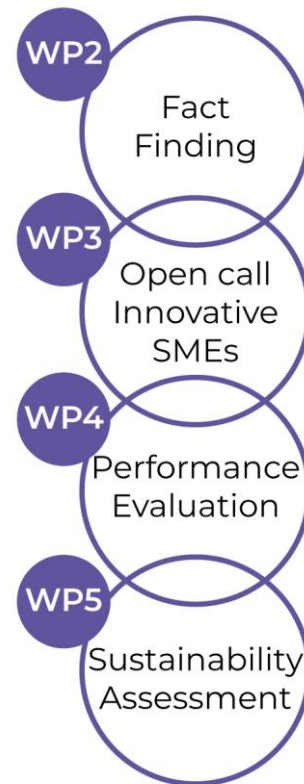 WP2
Fact
Finding
WP3
Open call
Innovative
SMEs
WP4
Performance
Evaluation
WP5
Sustainability
Assessment